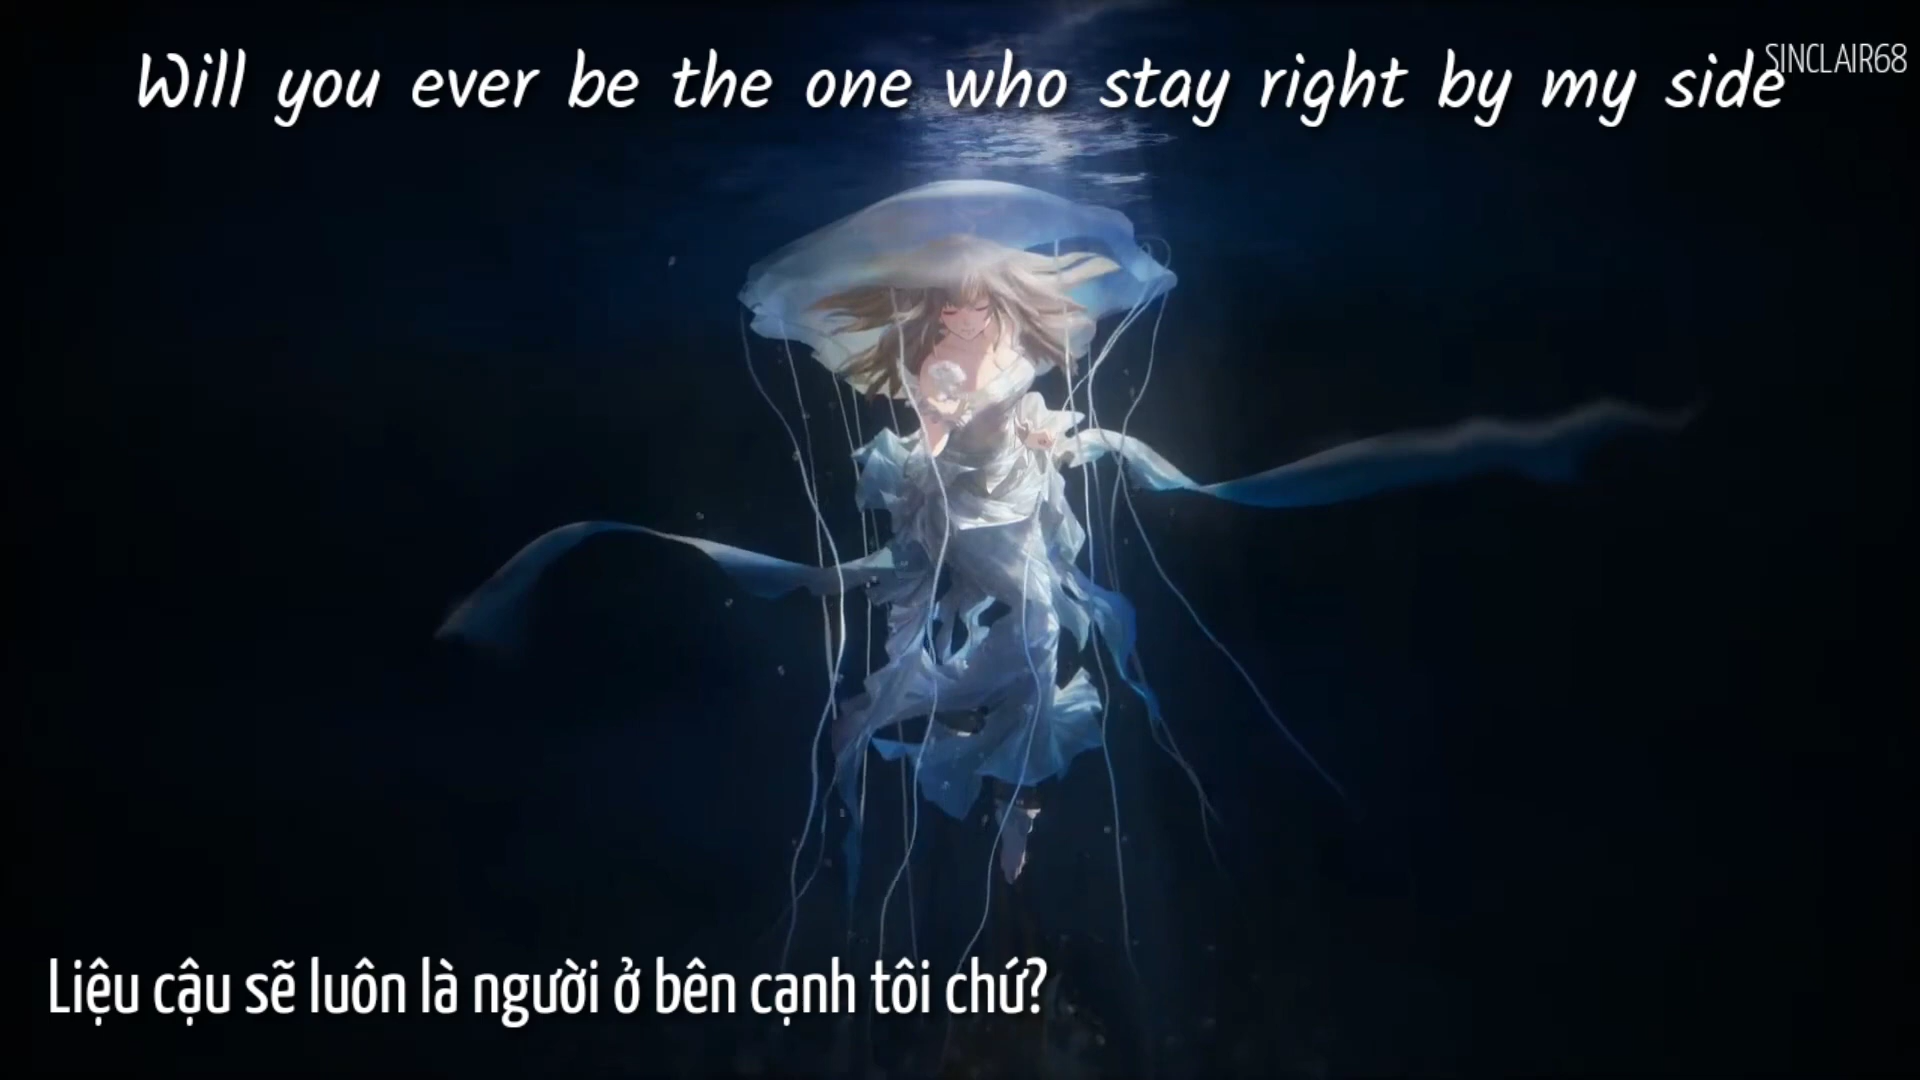 Will you ever be the one who stay right by my side
SINCLAIR68
Liệu cậu sẽ luôn là người ở bên cạnh tôi chứ?